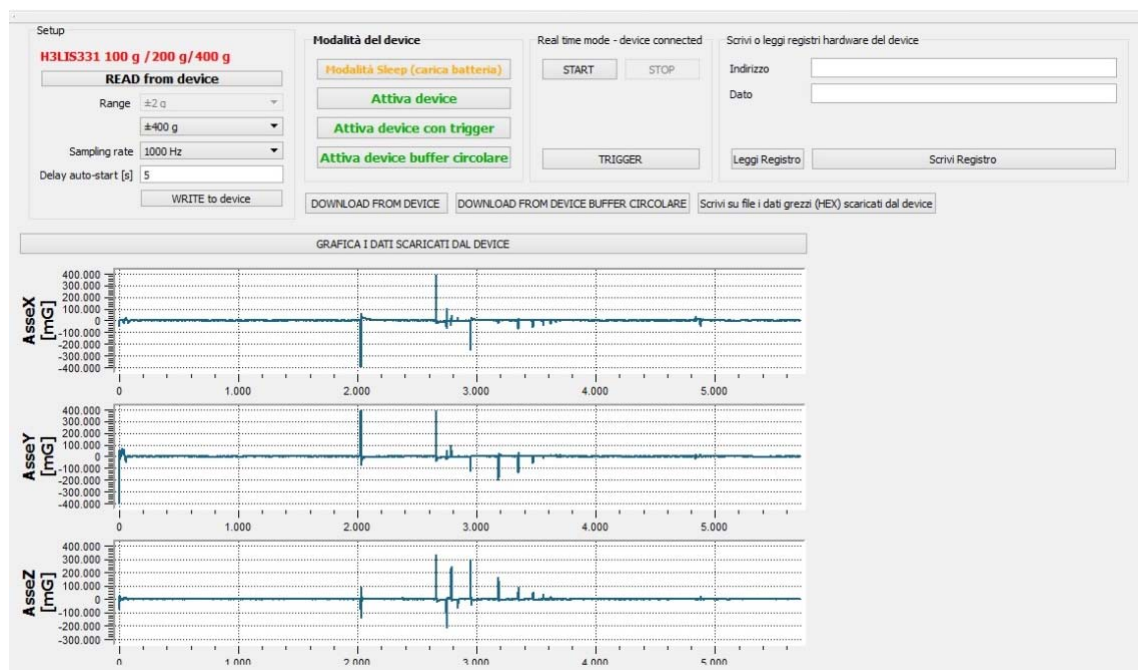 Setup
H3LIS331 100 g /200 g/400 g
READ from device
Range ±2 g
±400 g
Sampling rate 1000 Hz
Delay auto-start [s] 5
WRITE to device
Modalità del device
Modalità Sleep (carica batteria)
Attiva device
Attiva device con trigger
Attiva device buffer circolare
Real time mode - device connected
START STOP
TRIGGER
Scrivi o leggi registri hardware del device
Indirizzo
Dato
Leggi Registro Scrivi Registro
DOWNLOAD FROM DEVICE DOWNLOAD FROM DEVICE BUFFER CIRCOLARE Scrivi su file i dati grezzi (HEX) scaricati dal device
GRAFICA I DATI SCARICATI DAL DEVICE
AsseX
[mG]
400.000
300.000
200.000
100.000
0
-100.000
-200.000
-300.000
-400.000
0 1.000 2.000 3.000 4.000 5.000
AsseY
[mG]
400.000
300.000
200.000
100.000
0
-100.000
-200.000
-300.000
-400.000
0 1.000 2.000 3.000 4.000 5.000
AsseZ
[mG]
400.000
300.000
200.000
100.000
0
-100.000
-200.000
-300.000
0 1.000 2.000 3.000 4.000 5.000